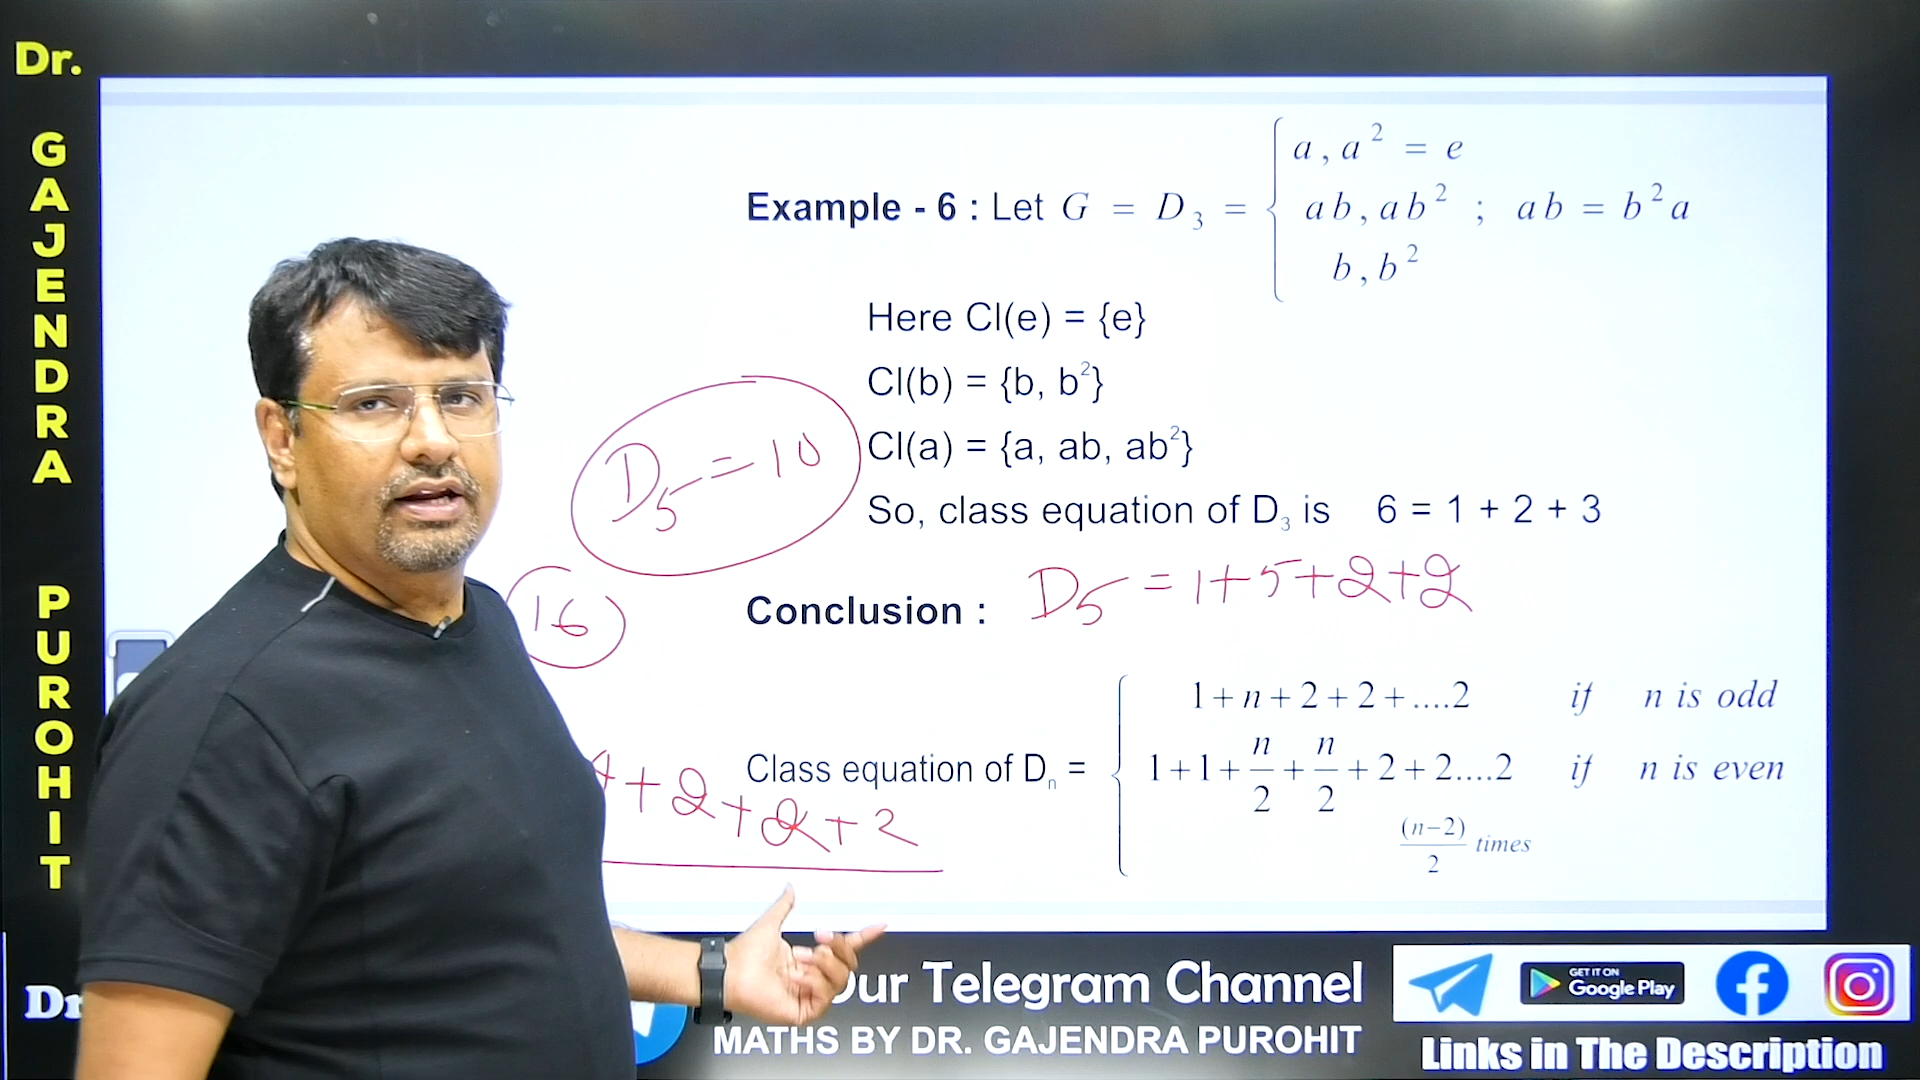 Dr.
GAJENDRA
PUROHIT
Example - 6 : Let G = D₃ = { a, a² = e
ab, ab² ; ab = b²a
b, b²
Here Cl(e) = {e}
Cl(b) = {b, b²}
D₅ = 10
Cl(a) = {a, ab, ab²}
So, class equation of D₃ is 6 = 1 + 2 + 3
16
Conclusion : D₅ = 1+5+2+2
Class equation of Dₙ = { 1 + n + 2 + 2 + ....2 if n is odd
1 + 1 + n/2 + n/2 + 2 + 2....2 if n is even
(n−2)/2 times
+ 2 + 2 + 2
Dr
Our Telegram Channel
MATHS BY DR. GAJENDRA PUROHIT
GET IT ON
Google Play
Links in The Description